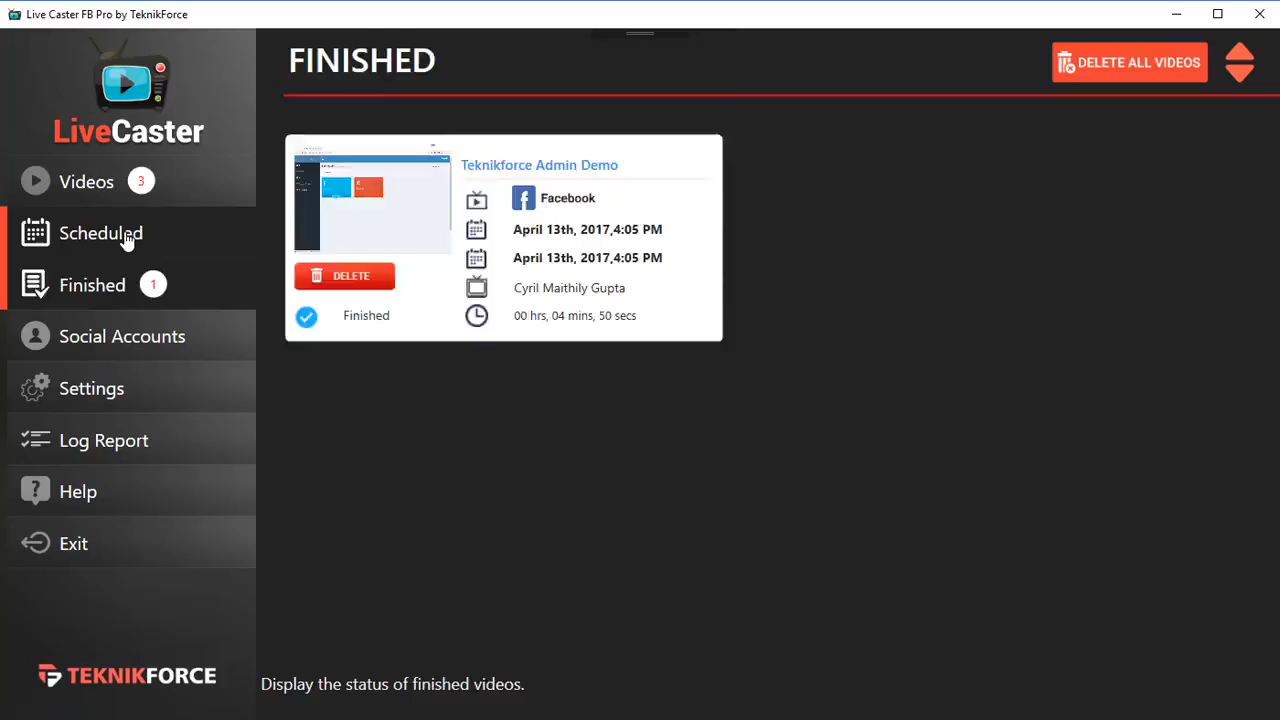 Live Caster FB Pro by TeknikForce
LiveCaster
Videos 3
Scheduled
Finished 1
Social Accounts
Settings
Log Report
Help
Exit
TEKNIKFORCE
FINISHED
DELETE ALL VIDEOS
Teknikforce Admin Demo
Facebook
April 13th, 2017,4:05 PM
April 13th, 2017,4:05 PM
Cyril Maithily Gupta
00 hrs, 04 mins, 50 secs
DELETE
Finished
Display the status of finished videos.